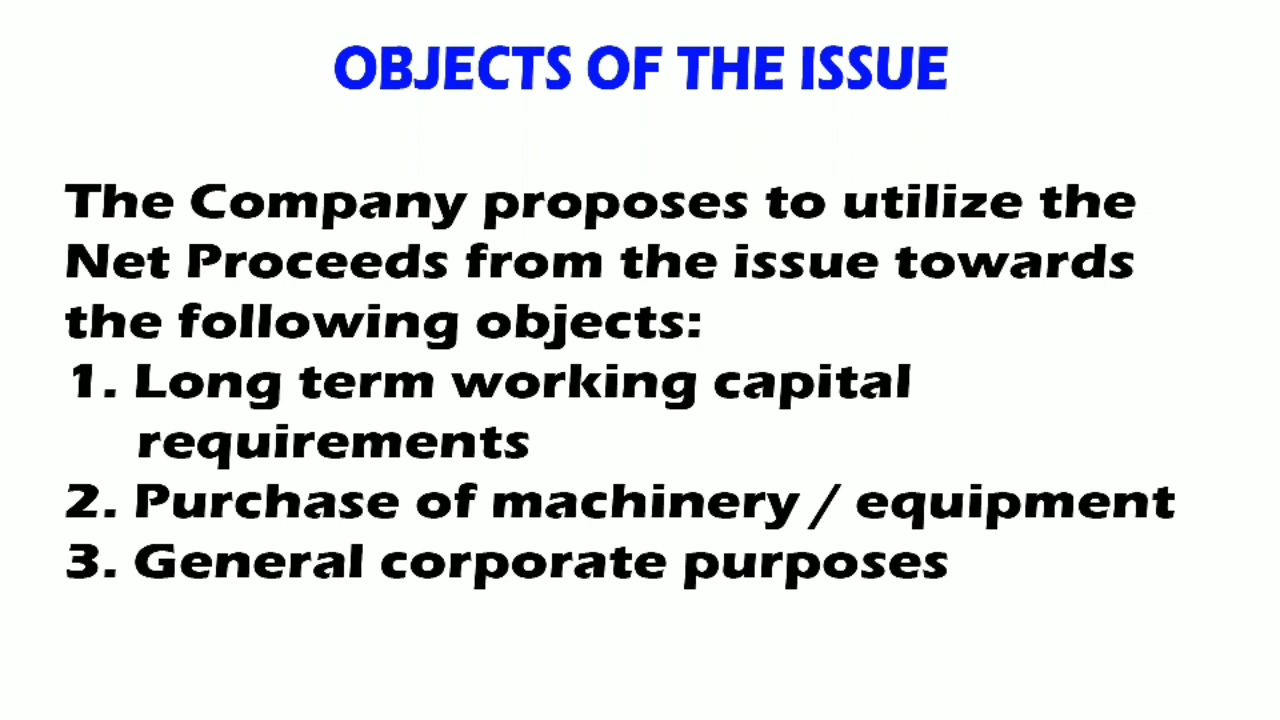 OBJECTS OF THE ISSUE
The Company proposes to utilize the
Net Proceeds from the issue towards
the following objects:
1. Long term working capital
requirements
2. Purchase of machinery / equipment
3. General corporate purposes